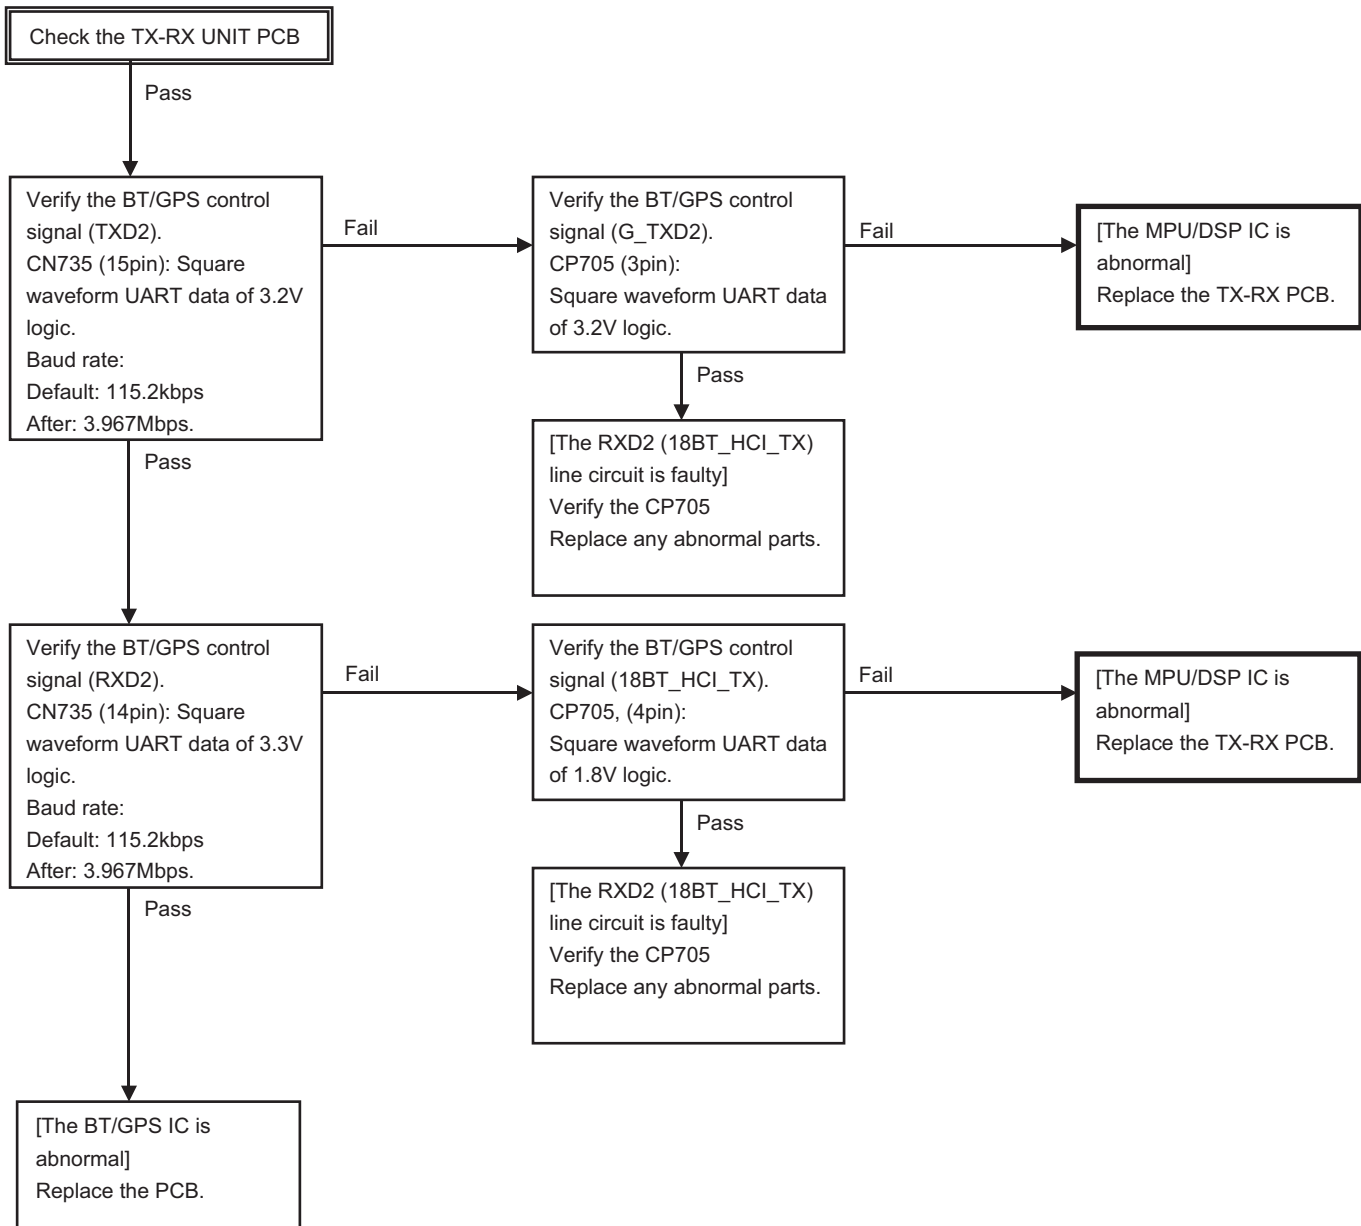 Check the TX-RX UNIT PCB
Pass
Verify the BT/GPS control
signal (TXD2).
CN735 (15pin): Square
waveform UART data of 3.2V
logic.
Baud rate:
Default: 115.2kbps
After: 3.967Mbps.
Fail
Verify the BT/GPS control
signal (G_TXD2).
CP705 (3pin):
Square waveform UART data
of 3.2V logic.
Fail
[The MPU/DSP IC is
abnormal]
Replace the TX-RX PCB.
Pass
[The RXD2 (18BT_HCI_TX)
line circuit is faulty]
Verify the CP705
Replace any abnormal parts.
Pass
Verify the BT/GPS control
signal (RXD2).
CN735 (14pin): Square
waveform UART data of 3.3V
logic.
Baud rate:
Default: 115.2kbps
After: 3.967Mbps.
Fail
Verify the BT/GPS control
signal (18BT_HCI_TX).
CP705, (4pin):
Square waveform UART data
of 1.8V logic.
Fail
[The MPU/DSP IC is
abnormal]
Replace the TX-RX PCB.
Pass
[The RXD2 (18BT_HCI_TX)
line circuit is faulty]
Verify the CP705
Replace any abnormal parts.
Pass
[The BT/GPS IC is
abnormal]
Replace the PCB.